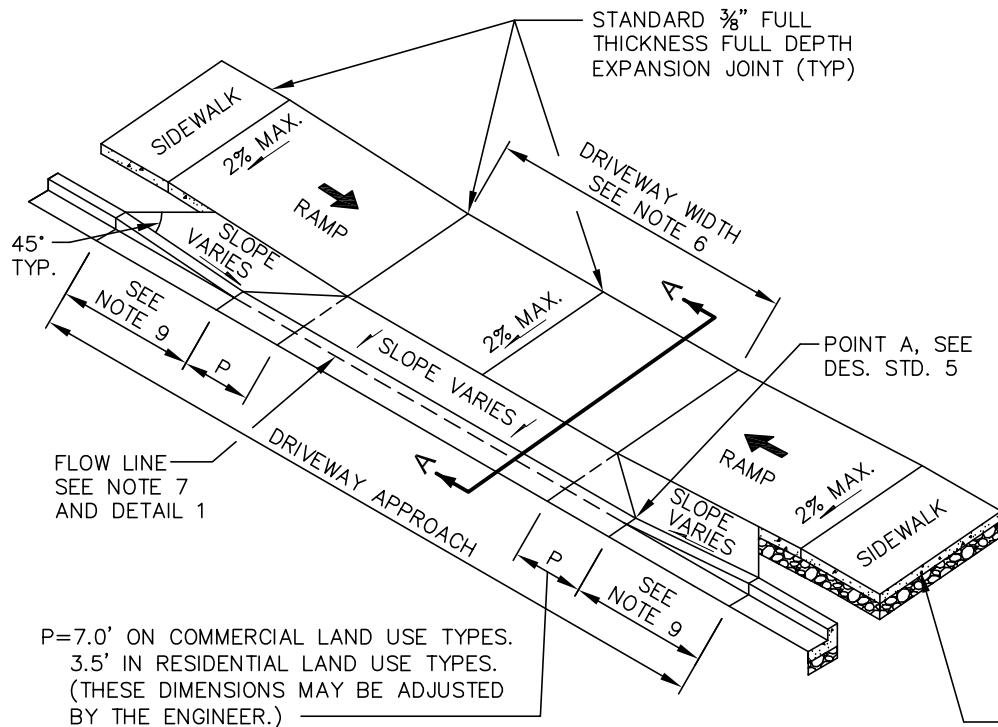 STANDARD ⅜" FULL
THICKNESS FULL DEPTH
EXPANSION JOINT (TYP)
SIDEWALK
2% MAX.
RAMP
DRIVEWAY WIDTH
SEE NOTE 6
45°
TYP.
SLOPE
VARIES
SEE
NOTE 9
P
2% MAX.
A
SLOPE VARIES
POINT A, SEE
DES. STD. 5
FLOW LINE
SEE NOTE 7
AND DETAIL 1
DRIVEWAY APPROACH
A
RAMP
2% MAX.
SIDEWALK
SLOPE
VARIES
P
SEE
NOTE 9
P=7.0' ON COMMERCIAL LAND USE TYPES.
3.5' IN RESIDENTIAL LAND USE TYPES.
(THESE DIMENSIONS MAY BE ADJUSTED
BY THE ENGINEER.)